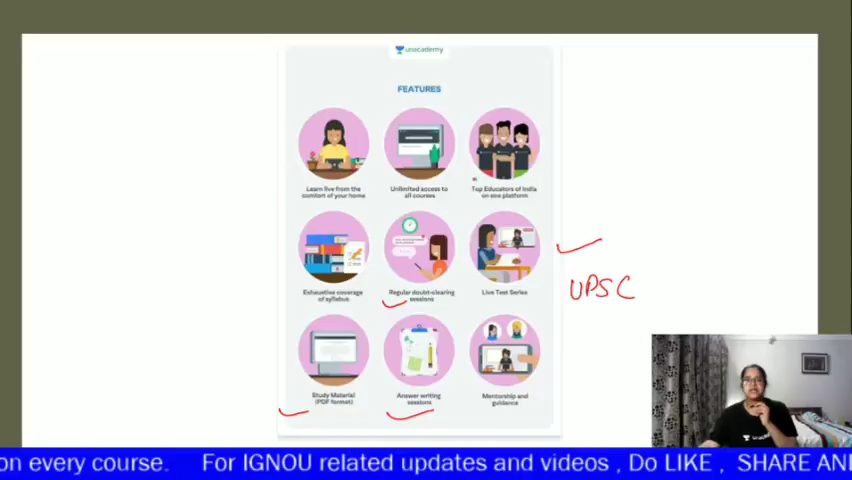 unacademy
FEATURES
Learn live from the
comfort of your home
Unlimited access to
all courses
Top Educators of India
on one platform
Exhaustive coverage
of syllabus
Regular doubt-clearing
sessions
Live Test Series
UPSC
Study Material
(PDF format)
Answer writing
sessions
Mentorship and
guidance
on every course. For IGNOU related updates and videos , Do LIKE , SHARE AN